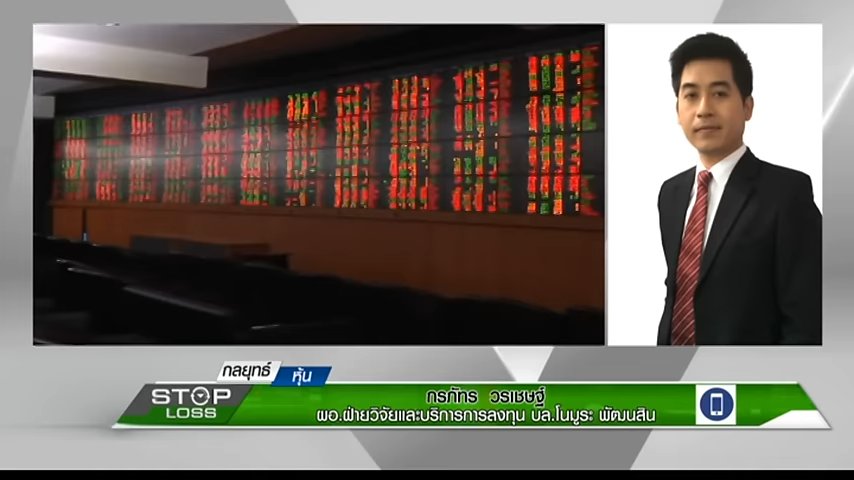 กลยุทธ์
หุ้น
STOP
LOSS
กรภัทร วรเชษฐ์
ผอ.ฝ่ายวิจัยและบริการการลงทุน บล.โนมูระ พัฒนสิน